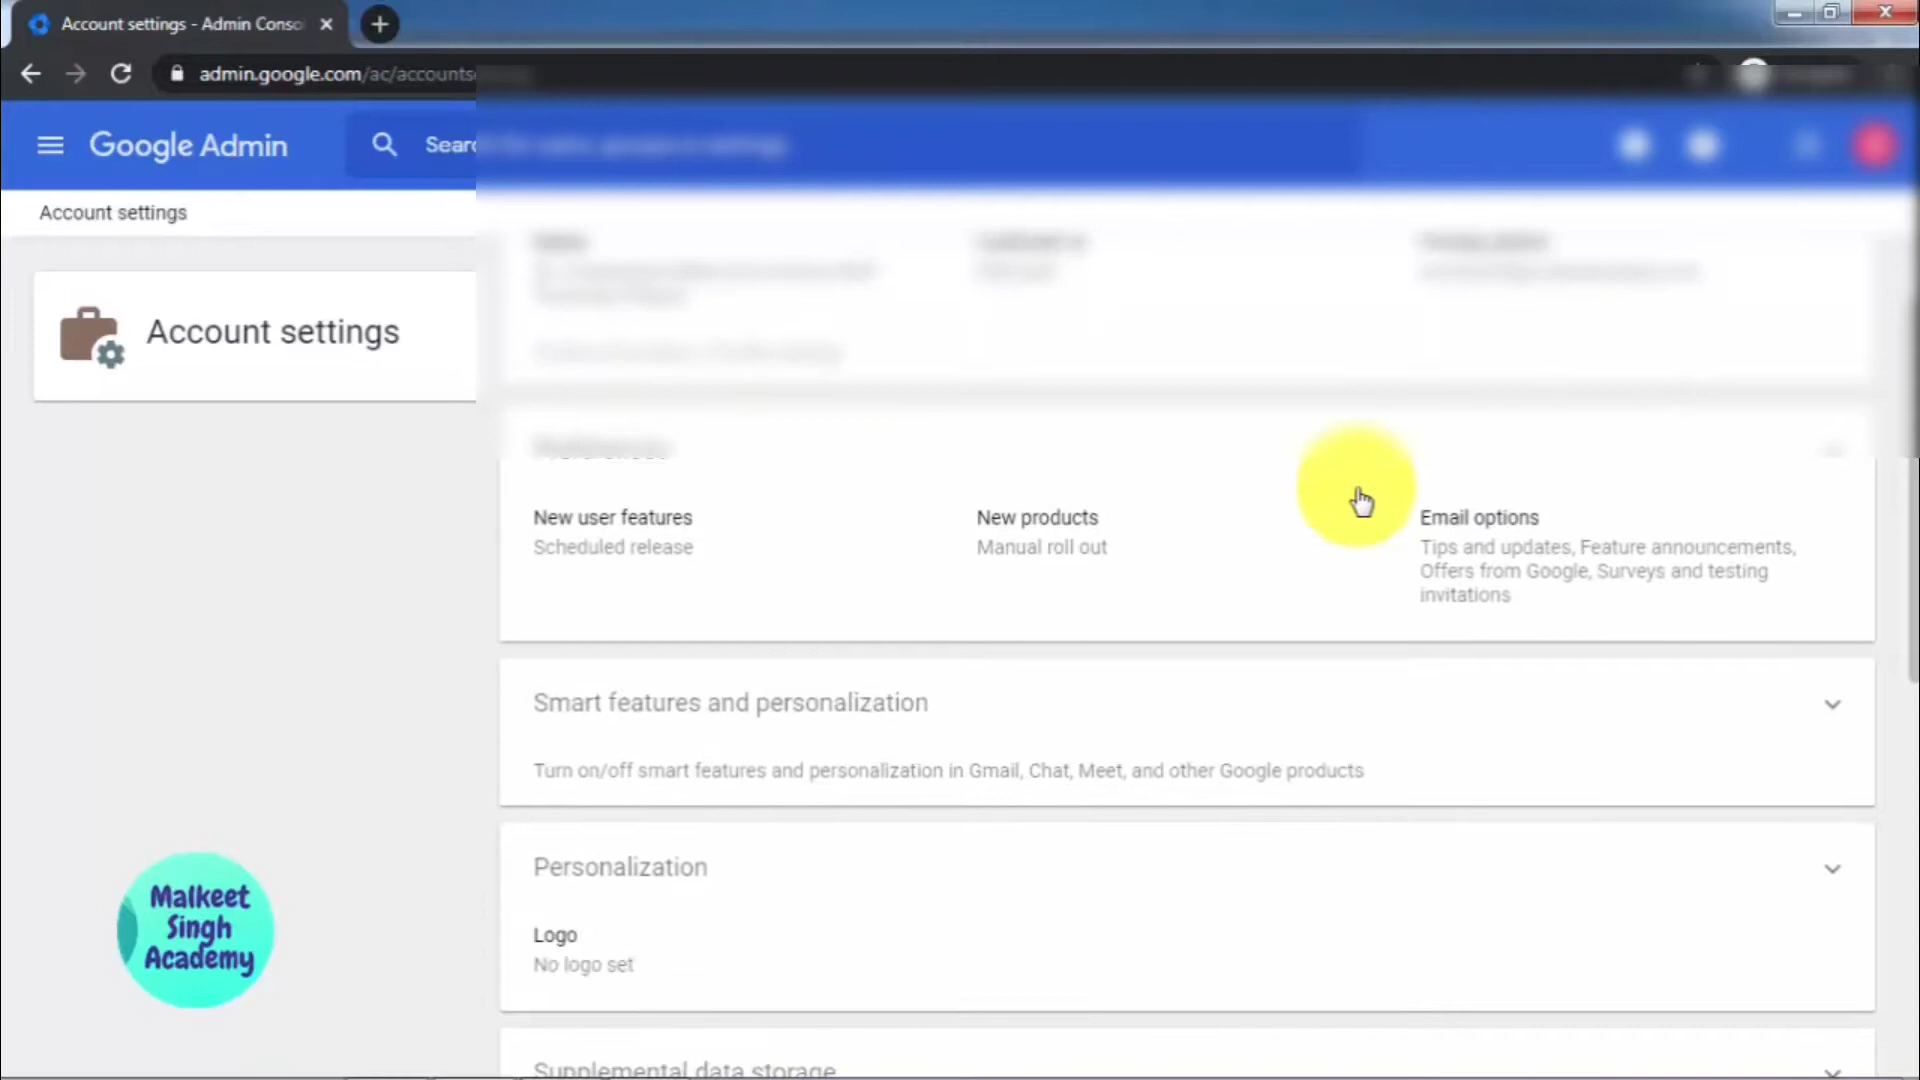 Account settings - Admin Conso
admin.google.com/ac/accounts
Google Admin
Sear
Account settings
Account settings
New user features
Scheduled release
New products
Manual roll out
Email options
Tips and updates, Feature announcements,
Offers from Google, Surveys and testing
invitations
Smart features and personalization
Turn on/off smart features and personalization in Gmail, Chat, Meet, and other Google products
Personalization
Logo
No logo set
Supplemental data storage
Malkeet
Singh
Academy